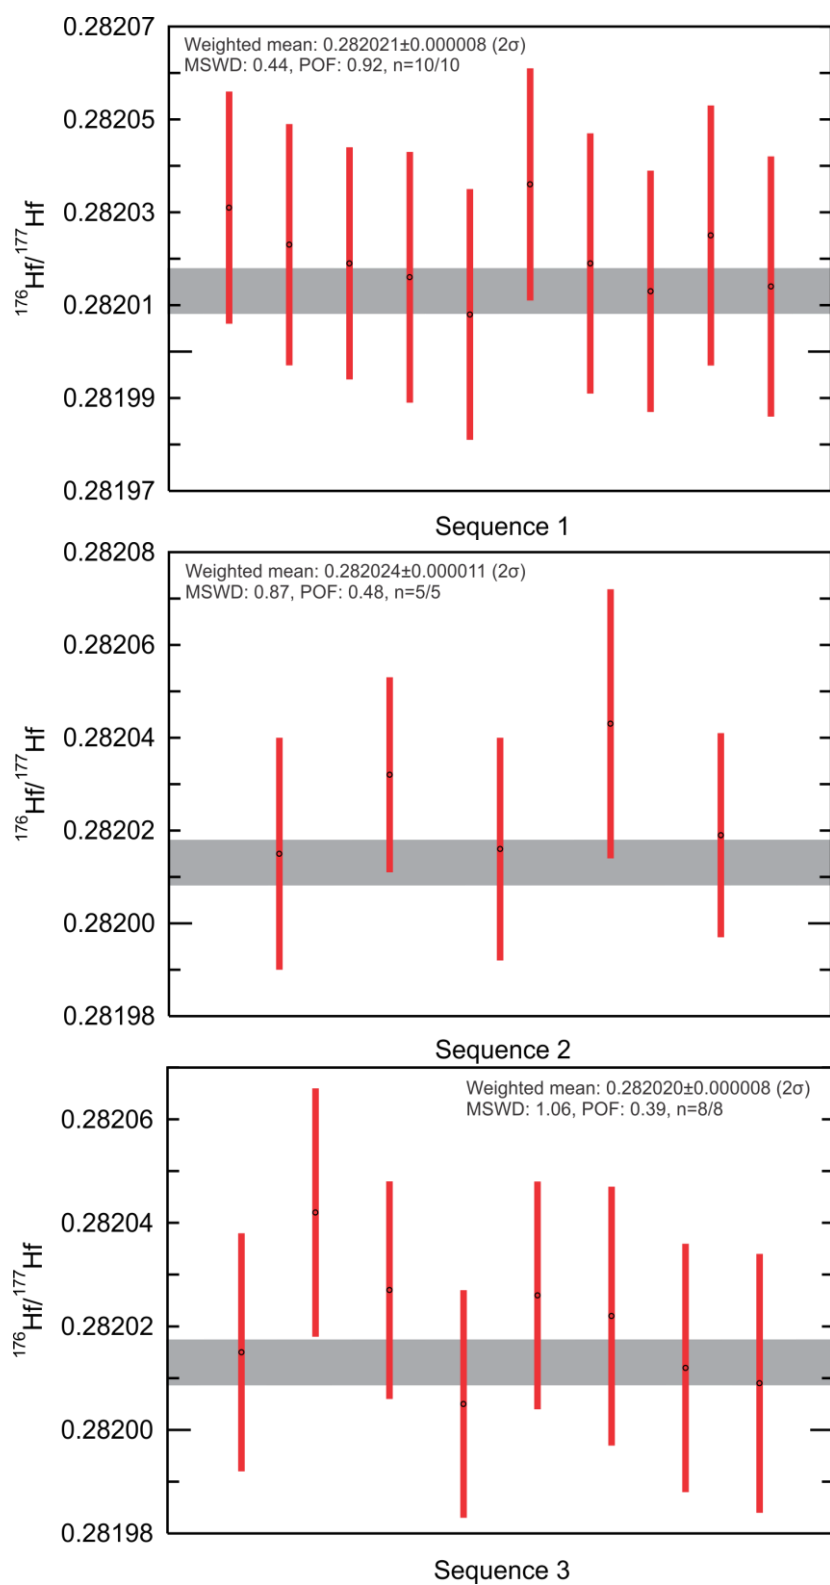 Weighted mean: 0.282021±0.000008 (2σ)
MSWD: 0.44, POF: 0.92, n=10/10
0.28207
0.28205
0.28203
0.28201
0.28199
0.28197
¹⁷⁶Hf/¹⁷⁷Hf
Sequence 1
Weighted mean: 0.282024±0.000011 (2σ)
MSWD: 0.87, POF: 0.48, n=5/5
0.28208
0.28206
0.28204
0.28202
0.28200
0.28198
¹⁷⁶Hf/¹⁷⁷Hf
Sequence 2
Weighted mean: 0.282020±0.000008 (2σ)
MSWD: 1.06, POF: 0.39, n=8/8
0.28206
0.28204
0.28202
0.28200
0.28198
¹⁷⁶Hf/¹⁷⁷Hf
Sequence 3